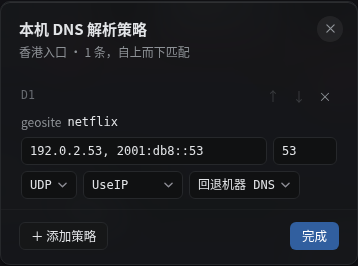 本机 DNS 解析策略
香港入口 · 1 条，自上而下匹配
D1 ↑ ↓ ×
geosite netflix
192.0.2.53, 2001:db8::53 53
UDP UseIP 回退机器 DNS
＋ 添加策略 完成